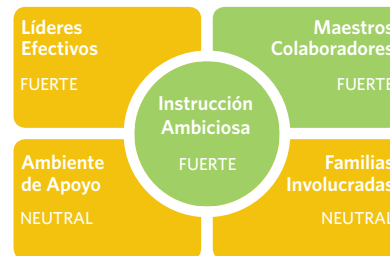 Líderes
Efectivos
FUERTE
Maestros
Colaboradores
FUERTE
Instrucción
Ambiciosa
FUERTE
Ambiente
de Apoyo
NEUTRAL
Familias
Involucradas
NEUTRAL